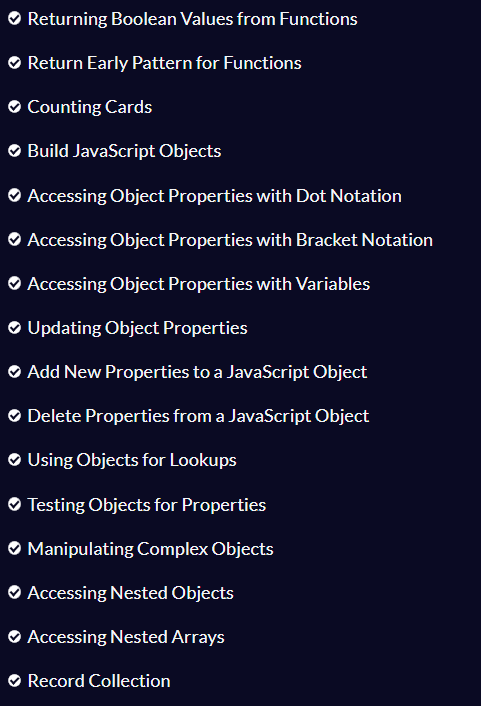 Returning Boolean Values from Functions
Return Early Pattern for Functions
Counting Cards
Build JavaScript Objects
Accessing Object Properties with Dot Notation
Accessing Object Properties with Bracket Notation
Accessing Object Properties with Variables
Updating Object Properties
Add New Properties to a JavaScript Object
Delete Properties from a JavaScript Object
Using Objects for Lookups
Testing Objects for Properties
Manipulating Complex Objects
Accessing Nested Objects
Accessing Nested Arrays
Record Collection